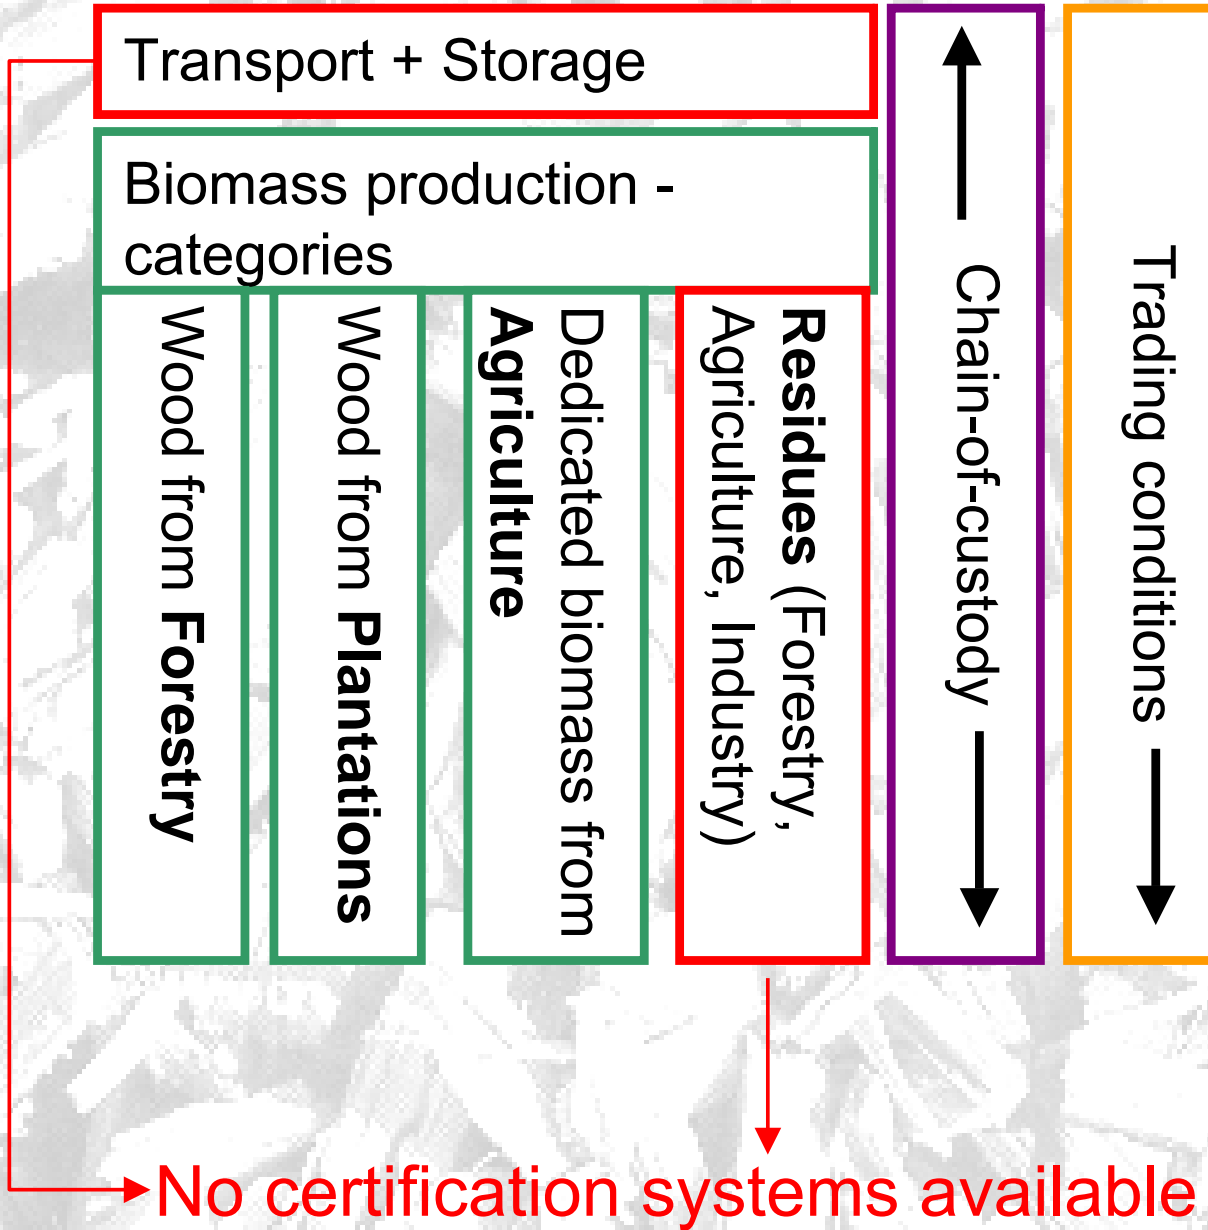 Transport + Storage
Biomass production -
categories
Wood from Forestry
Wood from Plantations
Dedicated biomass from
Agriculture
Residues (Forestry,
Agriculture, Industry)
Chain-of-custody
Trading conditions
No certification systems available